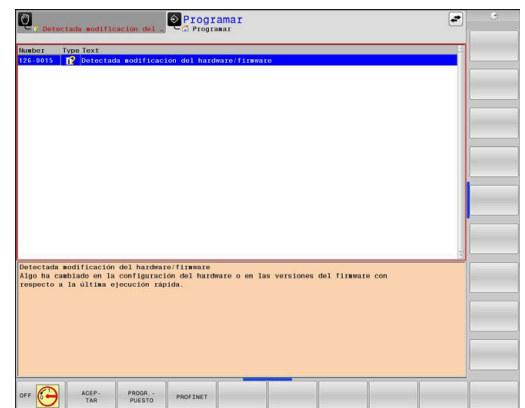 Programar
Detectada modificación del …
Programar
Number Type Text
126-0015 Detectada modificación del hardware/firmware
Detectada modificación del hardware/firmware
Algo ha cambiado en la configuración del hardware o en las versiones del firmware con
respecto a la última ejecución rápida.
OFF
ACEP-
TAR
PROGR.-
PUESTO
PROFINET